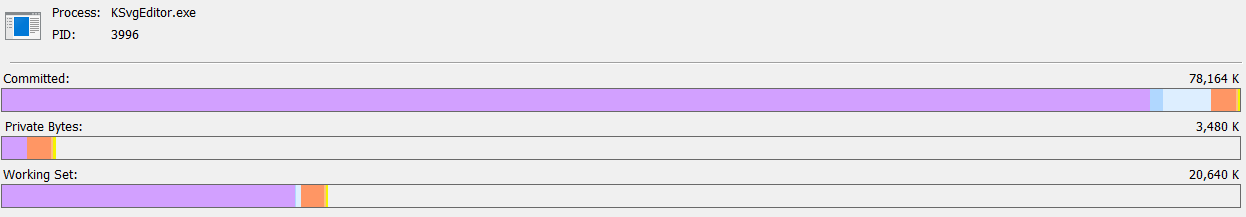 Process: KSvgEditor.exe
PID: 3996
Committed: 78,164 K
Private Bytes: 3,480 K
Working Set: 20,640 K